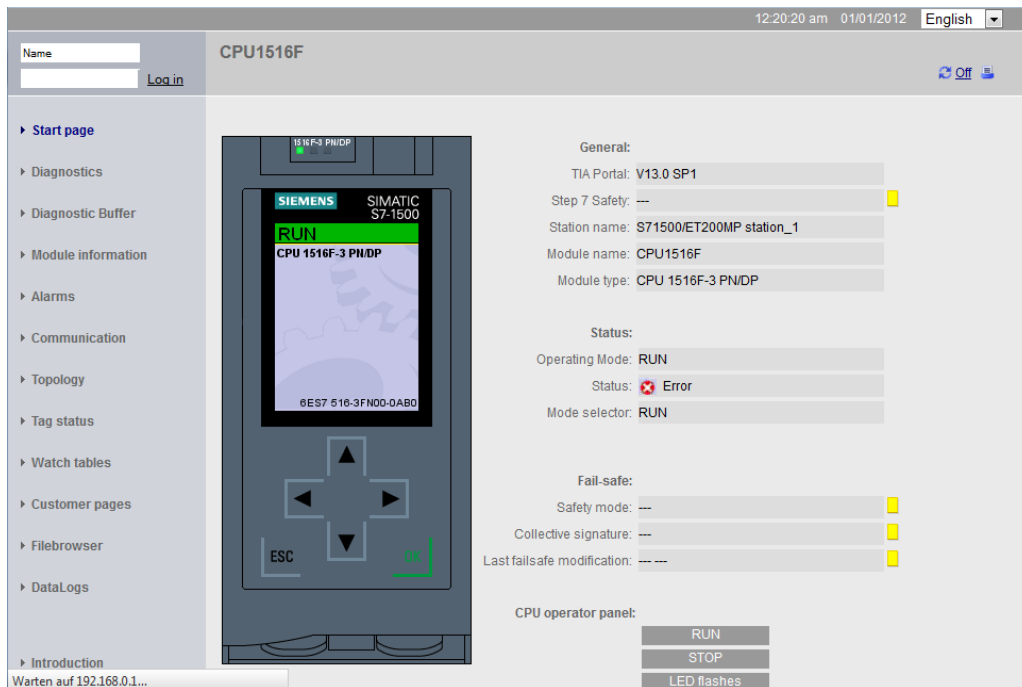 12:20:20 am 01/01/2012 English
Name
Log in
CPU1516F
Off
Start page
Diagnostics
Diagnostic Buffer
Module information
Alarms
Communication
Topology
Tag status
Watch tables
Customer pages
Filebrowser
DataLogs
Introduction
1516 F-3 PN/DP
SIEMENS SIMATIC
S7-1500
RUN
CPU 1516F-3 PN/DP
6ES7 516-3FN00-0AB0
ESC OK
General:
TIA Portal: V13.0 SP1
Step 7 Safety: ---
Station name: S71500/ET200MP station_1
Module name: CPU1516F
Module type: CPU 1516F-3 PN/DP
Status:
Operating Mode: RUN
Status: Error
Mode selector: RUN
Fail-safe:
Safety mode: ---
Collective signature: ---
Last failsafe modification: --- ---
CPU operator panel:
RUN
STOP
LED flashes
Warten auf 192.168.0.1...